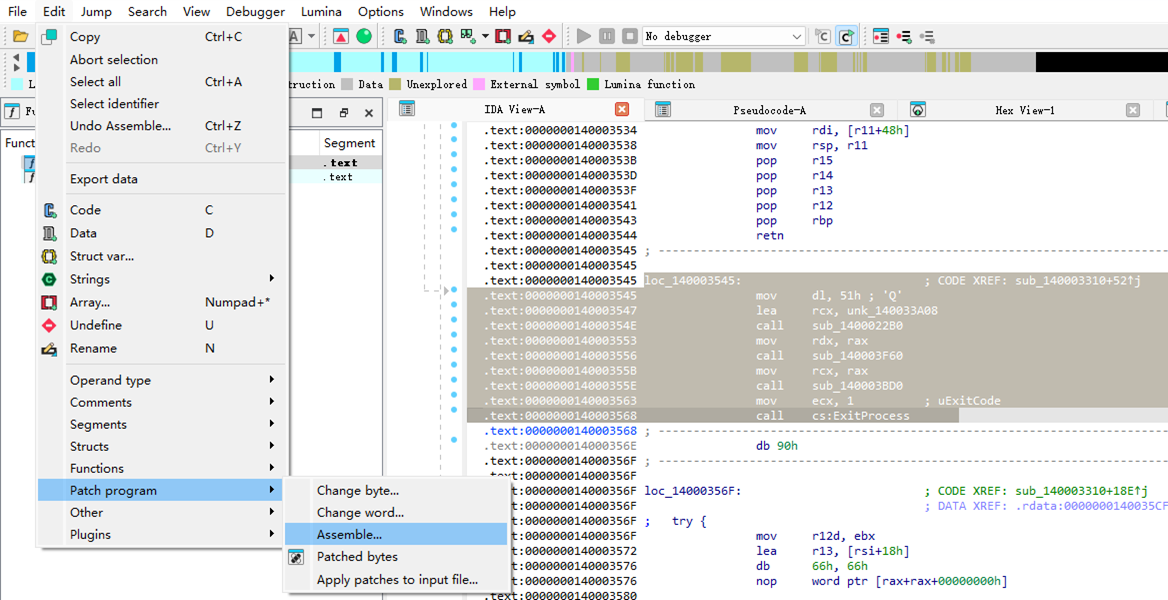 File Edit Jump Search View Debugger Lumina Options Windows Help
No debugger
truction Data Unexplored External symbol Lumina function
Copy Ctrl+C
Abort selection
Select all Ctrl+A
Select identifier
Undo Assemble... Ctrl+Z
Redo Ctrl+Y
Export data
Code C
Data D
Struct var...
Strings
Array... Numpad+*
Undefine U
Rename N
Operand type
Comments
Segments
Structs
Functions
Patch program
Other
Plugins
Change byte...
Change word...
Assemble...
Patched bytes
Apply patches to input file...
Funct
Segment
.text
.text
IDA View-A Pseudocode-A Hex View-1
.text:0000000140003534 mov rdi, [r11+48h]
.text:0000000140003538 mov rsp, r11
.text:000000014000353B pop r15
.text:000000014000353D pop r14
.text:000000014000353F pop r13
.text:0000000140003541 pop r12
.text:0000000140003543 pop rbp
.text:0000000140003544 retn
.text:0000000140003545 ; ---------------------------------------------------------------------------
.text:0000000140003545
.text:0000000140003545 loc_140003545: ; CODE XREF: sub_140003310+52↑j
.text:0000000140003545 mov dl, 51h ; 'Q'
.text:0000000140003547 lea rcx, unk_140033A08
.text:000000014000354E call sub_1400022B0
.text:0000000140003553 mov rdx, rax
.text:0000000140003556 call sub_140003F60
.text:000000014000355B mov rcx, rax
.text:000000014000355E call sub_140003BD0
.text:0000000140003563 mov ecx, 1 ; uExitCode
.text:0000000140003568 call cs:ExitProcess
.text:0000000140003568 ; ---------------------------------------------------------------------------
.text:000000014000356E db 90h
.text:000000014000356F ; ---------------------------------------------------------------------------
.text:000000014000356F
t:000000014000356F loc_14000356F: ; CODE XREF: sub_140003310+18E↑j
t:000000014000356F ; DATA XREF: .rdata:0000000140035CF
t:000000014000356F ; try {
t:000000014000356F mov r12d, ebx
t:0000000140003572 lea r13, [rsi+18h]
t:0000000140003576 db 66h, 66h
t:0000000140003576 nop word ptr [rax+rax+00000000h]
.text:0000000140003580